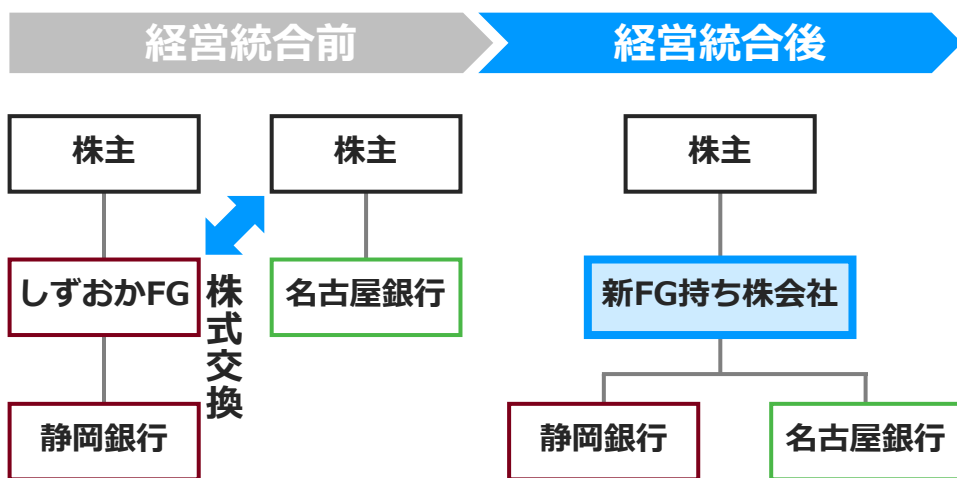 経営統合前
経営統合後
株主
株主
株主
しずおかFG
株式交換
名古屋銀行
新FG持ち株会社
静岡銀行
静岡銀行
名古屋銀行